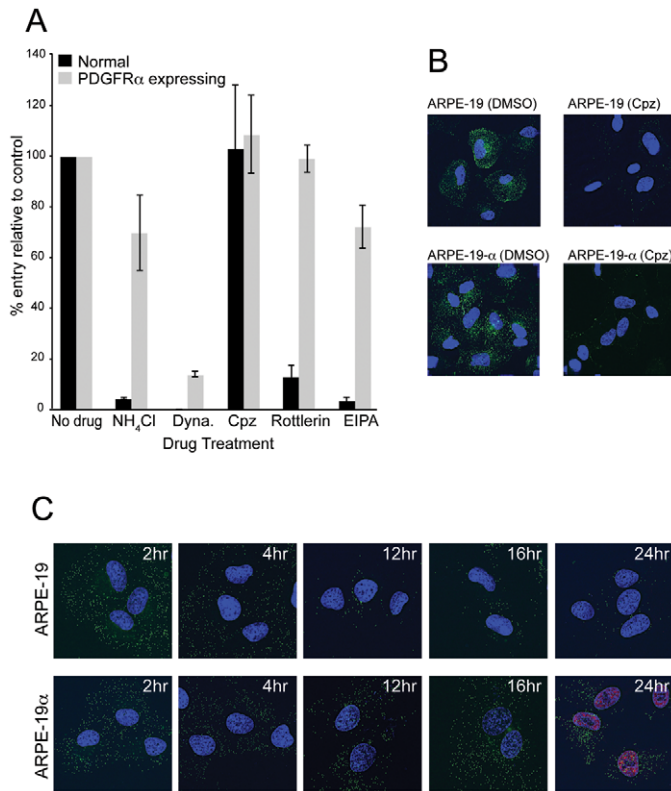 A
Normal
PDGFRα expressing
% entry relative to control
140
120
100
80
60
40
20
0
No drug NH₄Cl Dyna. Cpz Rottlerin EIPA
Drug Treatment
B
ARPE-19 (DMSO) ARPE-19 (Cpz)
ARPE-19-α (DMSO) ARPE-19-α (Cpz)
C
ARPE-19
2hr 4hr 12hr 16hr 24hr
ARPE-19α
2hr 4hr 12hr 16hr 24hr